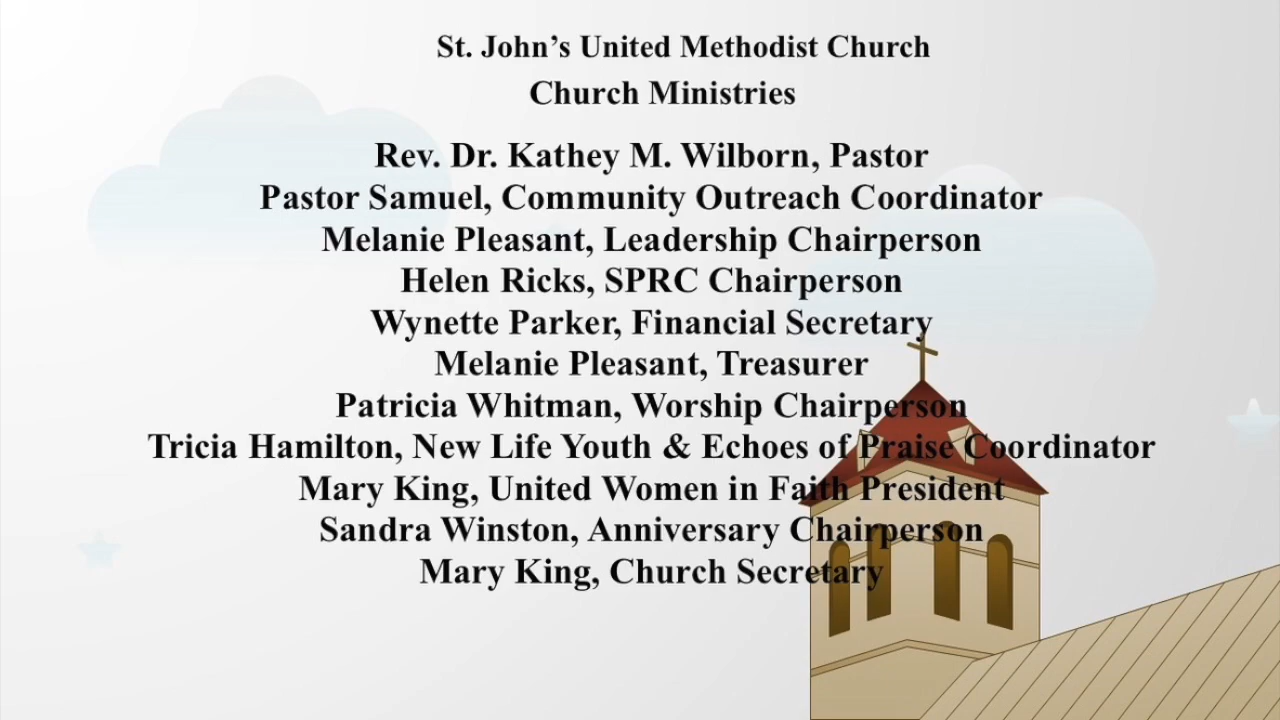 St. John’s United Methodist Church
Church Ministries
Rev. Dr. Kathey M. Wilborn, Pastor
Pastor Samuel, Community Outreach Coordinator
Melanie Pleasant, Leadership Chairperson
Helen Ricks, SPRC Chairperson
Wynette Parker, Financial Secretary
Melanie Pleasant, Treasurer
Patricia Whitman, Worship Chairperson
Tricia Hamilton, New Life Youth & Echoes of Praise Coordinator
Mary King, United Women in Faith President
Sandra Winston, Anniversary Chairperson
Mary King, Church Secretary